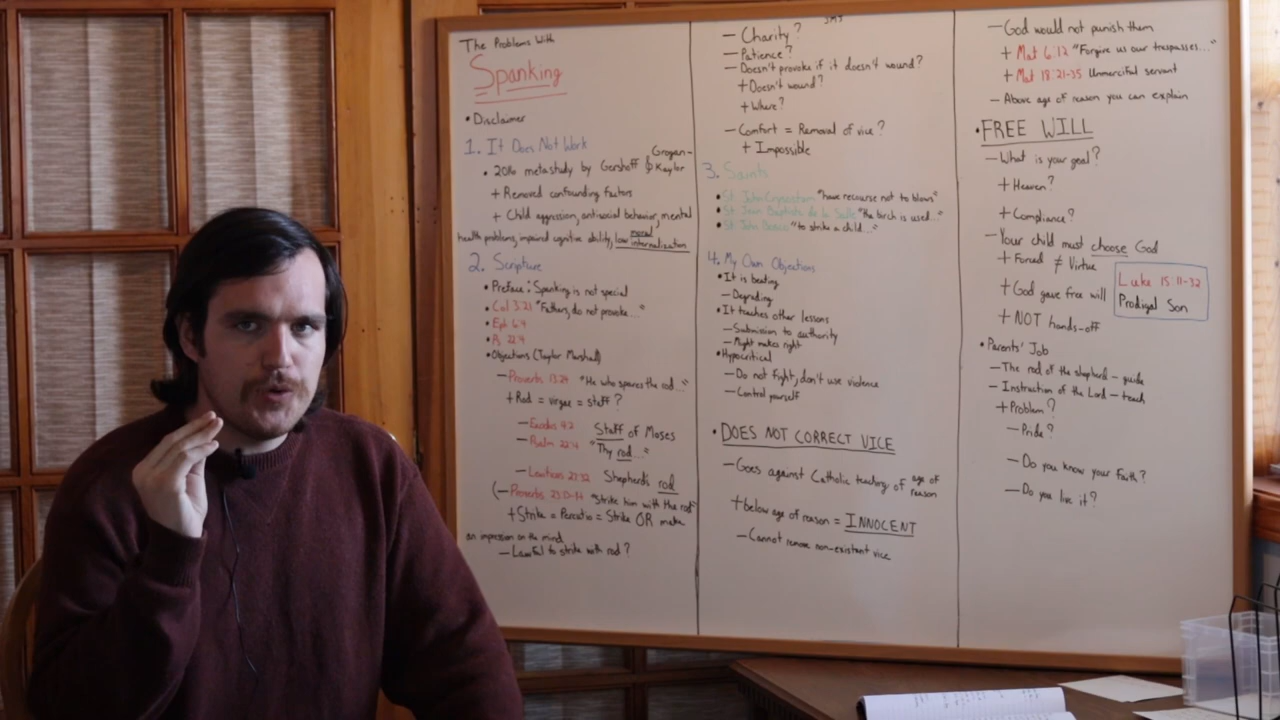 The Problems With
Spanking
• Disclaimer
1. It Does Not Work
• 2016 metastudy by Gershoff & Grogan-Kaylor
+ Removed confounding factors
+ Child aggression, antisocial behavior, mental
health problems, impaired cognitive ability, low moral internalization
2. Scripture
• Preface: Spanking is not special
• Col 3:21 "Fathers, do not provoke..."
• Eph 6:4
• Ps 22:4
• Objections (Taylor Marshall)
— Proverbs 13:24 "He who spares the rod..."
+ Rod = virgae = staff?
— Exodus 4:2 Staff of Moses
— Psalm 22:4 "Thy rod..."
— Leviticus 27:32 Shepherd's rod
(— Proverbs 23:13-14 "Strike him with the rod"
+ Strike = Percutio = Strike OR make
an impression on the mind
— Lawful to strike with rod?
— Charity?
— Patience?
— Doesn't provoke if it doesn't wound?
+ Doesn't wound?
+ Where?
— Comfort = Removal of vice?
+ Impossible
3. Saints
• St. John Chrysostom "have recourse not to blows"
• St. Jean Baptiste de la Salle "the birch is used..."
• St. John Bosco "to strike a child..."
4. My Own Objections
• It is beating
— Degrading
• It teaches other lessons
— Submission to authority
— Might makes right
• Hypocritical
— Do not fight, don't use violence
— Control yourself
• DOES NOT CORRECT VICE
— Goes against Catholic teaching of age of reason
+ below age of reason = INNOCENT
— Cannot remove non-existant vice
— God would not punish them
+ Mat 6:12 "Forgive us our trespasses..."
+ Mat 18:21-35 Unmerciful servant
— Above age of reason you can explain
• FREE WILL
— What is your goal?
+ Heaven?
+ Compliance?
— Your child must choose God
+ Forced ≠ Virtue
+ God gave free will
+ NOT hands-off
Luke 15:11-32
Prodigal Son
• Parents' Job
— The rod of the shepherd – guide
— Instruction of the Lord – teach
+ Problem?
— Pride?
— Do you know your faith?
— Do you live it?